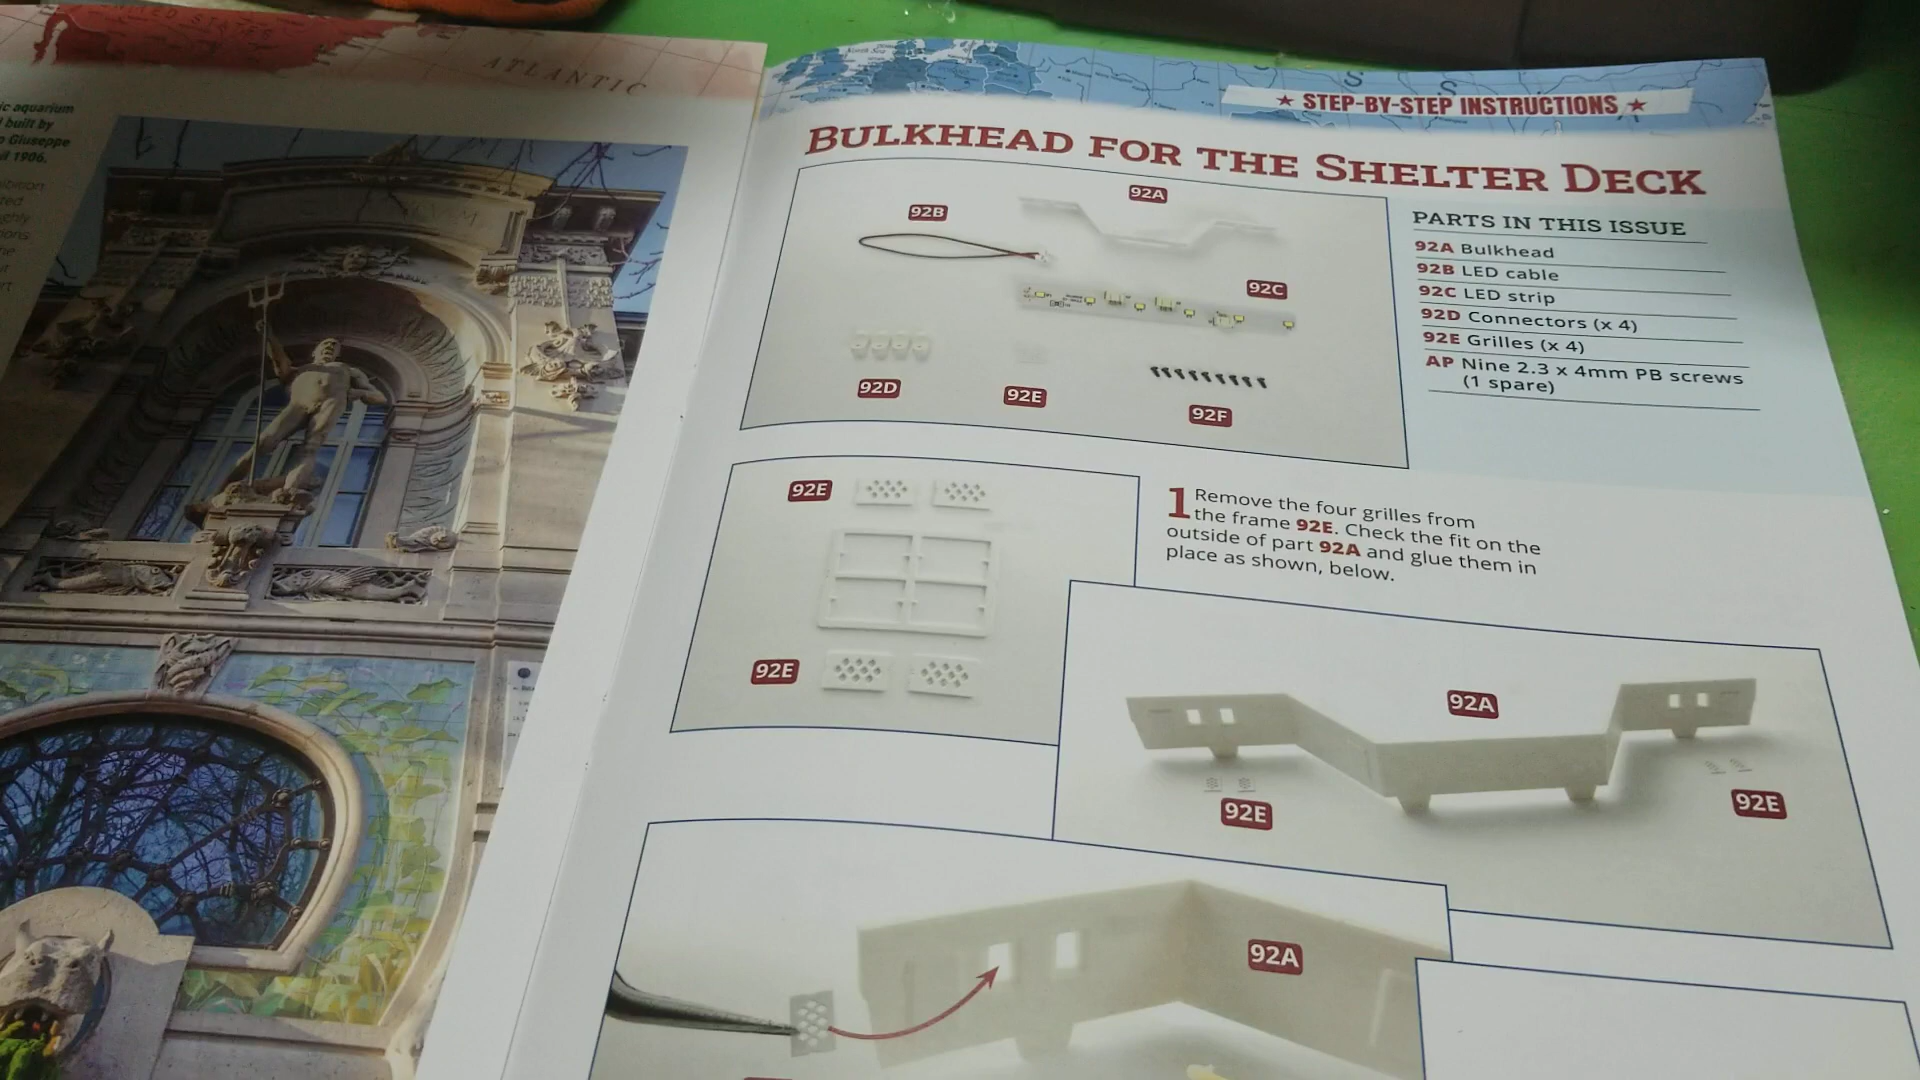 ATLANTIC
ic aquarium
built by
Giuseppe
il 1906.
★ STEP-BY-STEP INSTRUCTIONS ★
BULKHEAD FOR THE SHELTER DECK
92A
92B
92C
92D
92E
92F
PARTS IN THIS ISSUE
92A Bulkhead
92B LED cable
92C LED strip
92D Connectors (x 4)
92E Grilles (x 4)
AP Nine 2.3 x 4mm PB screws
(1 spare)
92E
92E
1 Remove the four grilles from
the frame 92E. Check the fit on the
outside of part 92A and glue them in
place as shown, below.
92A
92E
92E
92A